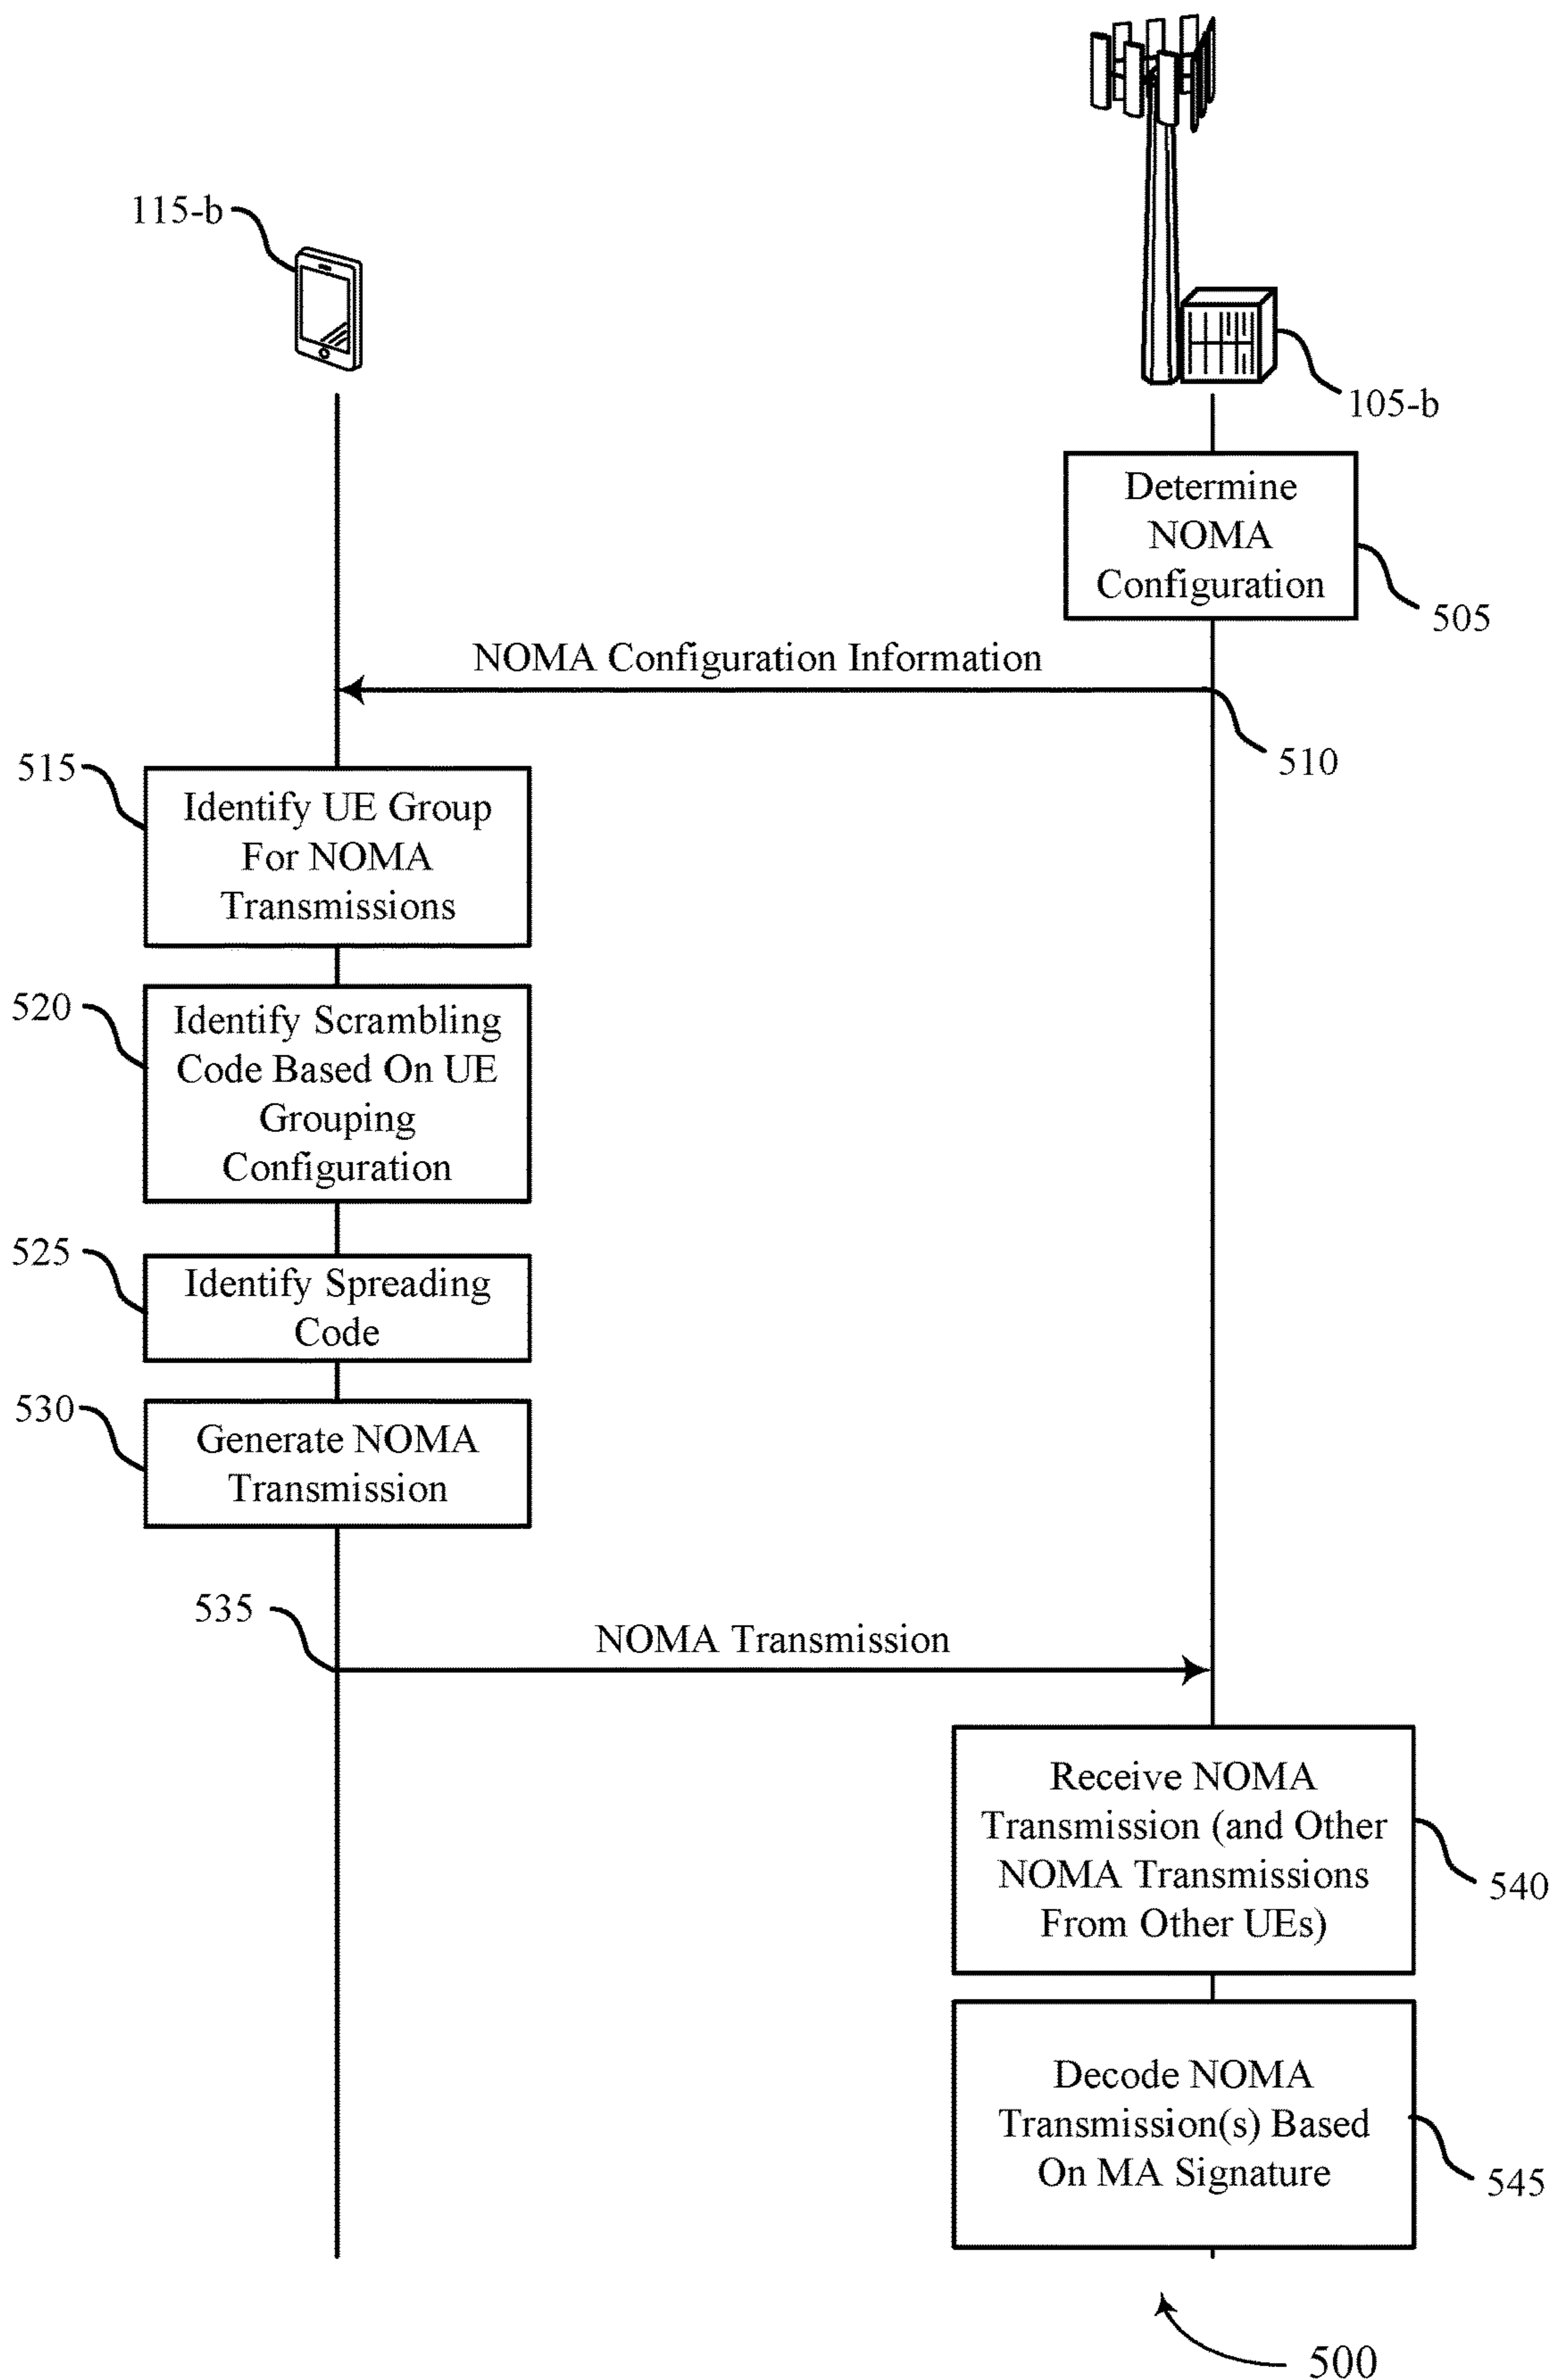 115-b
105-b
Determine
NOMA
Configuration
505
NOMA Configuration Information
510
515
Identify UE Group
For NOMA
Transmissions
520
Identify Scrambling
Code Based On UE
Grouping
Configuration
525
Identify Spreading
Code
530
Generate NOMA
Transmission
535
NOMA Transmission
Receive NOMA
Transmission (and Other
NOMA Transmissions
From Other UEs)
540
Decode NOMA
Transmission(s) Based
On MA Signature
545
500